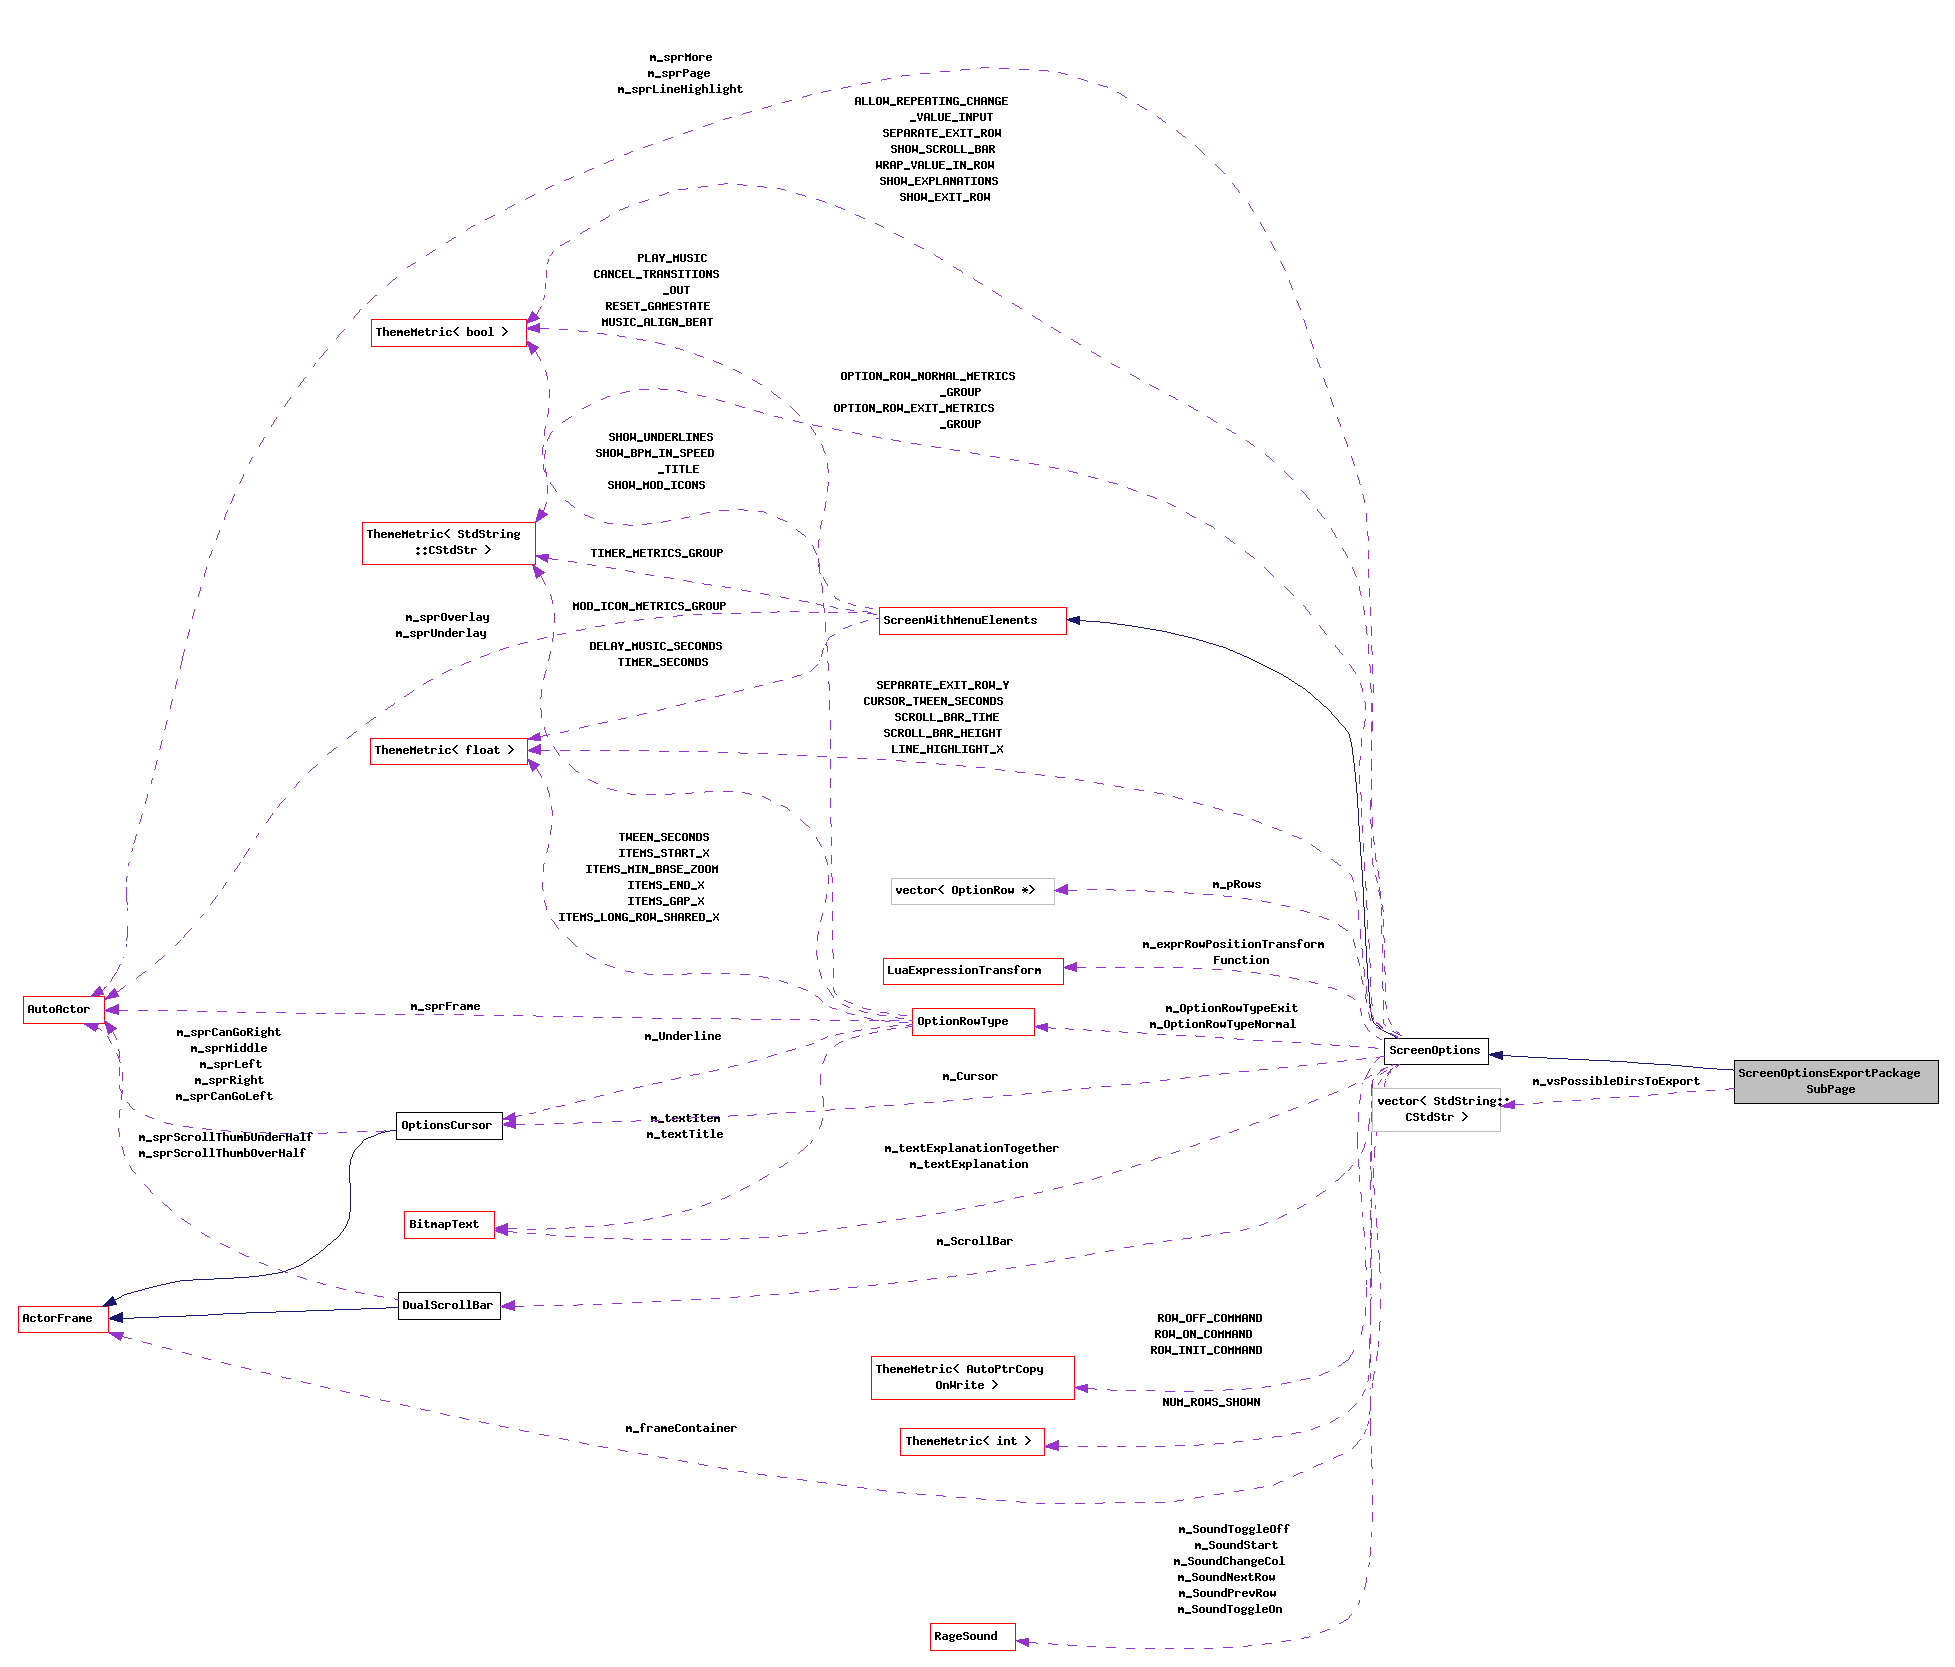 m_sprMore
m_sprPage
m_sprLineHighlight
ALLOW_REPEATING_CHANGE
_VALUE_INPUT
SEPARATE_EXIT_ROW
SHOW_SCROLL_BAR
WRAP_VALUE_IN_ROW
SHOW_EXPLANATIONS
SHOW_EXIT_ROW
PLAY_MUSIC
CANCEL_TRANSITIONS
_OUT
RESET_GAMESTATE
MUSIC_ALIGN_BEAT
ThemeMetric< bool >
OPTION_ROW_NORMAL_METRICS
_GROUP
OPTION_ROW_EXIT_METRICS
_GROUP
SHOW_UNDERLINES
SHOW_BPM_IN_SPEED
_TITLE
SHOW_MOD_ICONS
ThemeMetric< StdString
::CStdStr >
TIMER_METRICS_GROUP
MOD_ICON_METRICS_GROUP
m_sprOverlay
m_sprUnderlay
ScreenWithMenuElements
DELAY_MUSIC_SECONDS
TIMER_SECONDS
SEPARATE_EXIT_ROW_Y
CURSOR_TWEEN_SECONDS
SCROLL_BAR_TIME
SCROLL_BAR_HEIGHT
LINE_HIGHLIGHT_X
ThemeMetric< float >
TWEEN_SECONDS
ITEMS_START_X
ITEMS_MIN_BASE_ZOOM
ITEMS_END_X
ITEMS_GAP_X
ITEMS_LONG_ROW_SHARED_X
vector< OptionRow *>
m_pRows
m_exprRowPositionTransform
Function
LuaExpressionTransform
AutoActor
m_sprFrame
OptionRowType
m_OptionRowTypeExit
m_OptionRowTypeNormal
m_sprCanGoRight
m_sprMiddle
m_sprLeft
m_sprRight
m_sprCanGoLeft
m_Underline
ScreenOptions
m_Cursor
ScreenOptionsExportPackage
SubPage
m_vsPossibleDirsToExport
vector< StdString::
CStdStr >
OptionsCursor
m_textItem
m_textTitle
m_sprScrollThumbUnderHalf
m_sprScrollThumbOverHalf
m_textExplanationTogether
m_textExplanation
BitmapText
m_ScrollBar
DualScrollBar
ActorFrame
ROW_OFF_COMMAND
ROW_ON_COMMAND
ROW_INIT_COMMAND
ThemeMetric< AutoPtrCopy
OnWrite >
NUM_ROWS_SHOWN
m_frameContainer
ThemeMetric< int >
m_SoundToggleOff
m_SoundStart
m_SoundChangeCol
m_SoundNextRow
m_SoundPrevRow
m_SoundToggleOn
RageSound